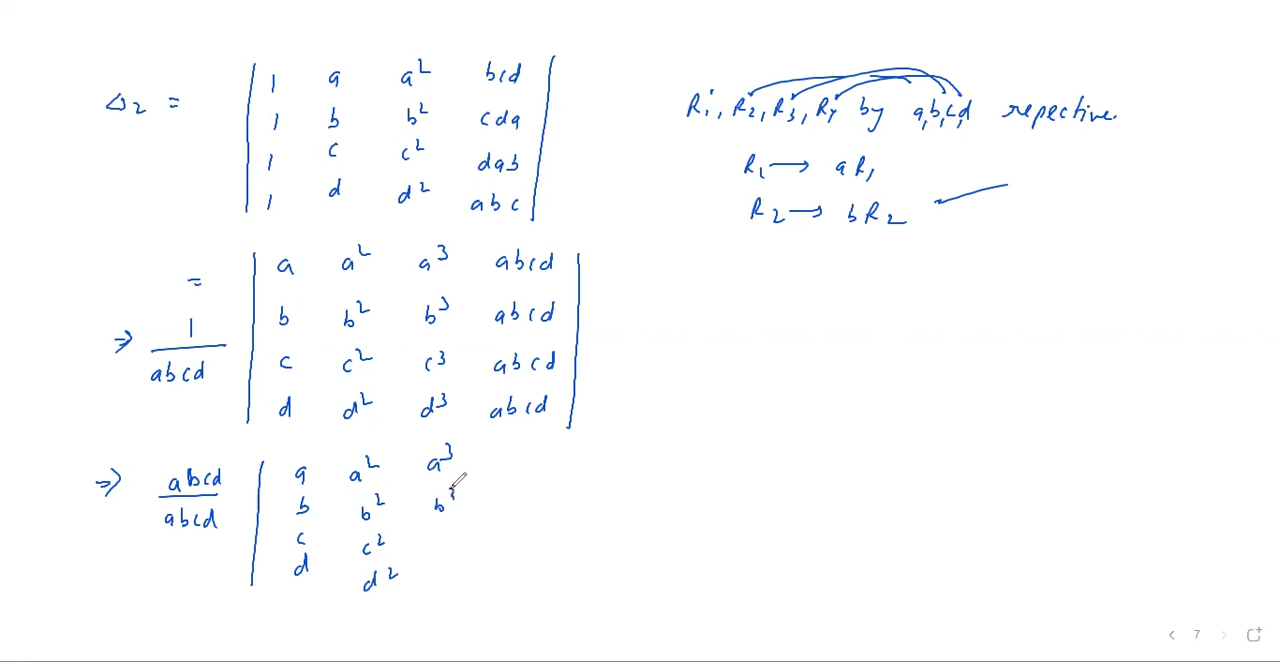 Δ₂ = | 1 a a² bcd |
| 1 b b² cda |
| 1 c c² dab |
| 1 d d² abc |
R₁, R₂, R₃, R₄ by a,b,c,d repective.
R₁ → aR₁
R₂ → bR₂
= | a a² a³ abcd |
⇒ 1/abcd | b b² b³ abcd |
| c c² c³ abcd |
| d d² d³ abcd |
⇒ abcd/abcd | a a² a³
| b b² b³
| c c²
| d d²
< 7 >